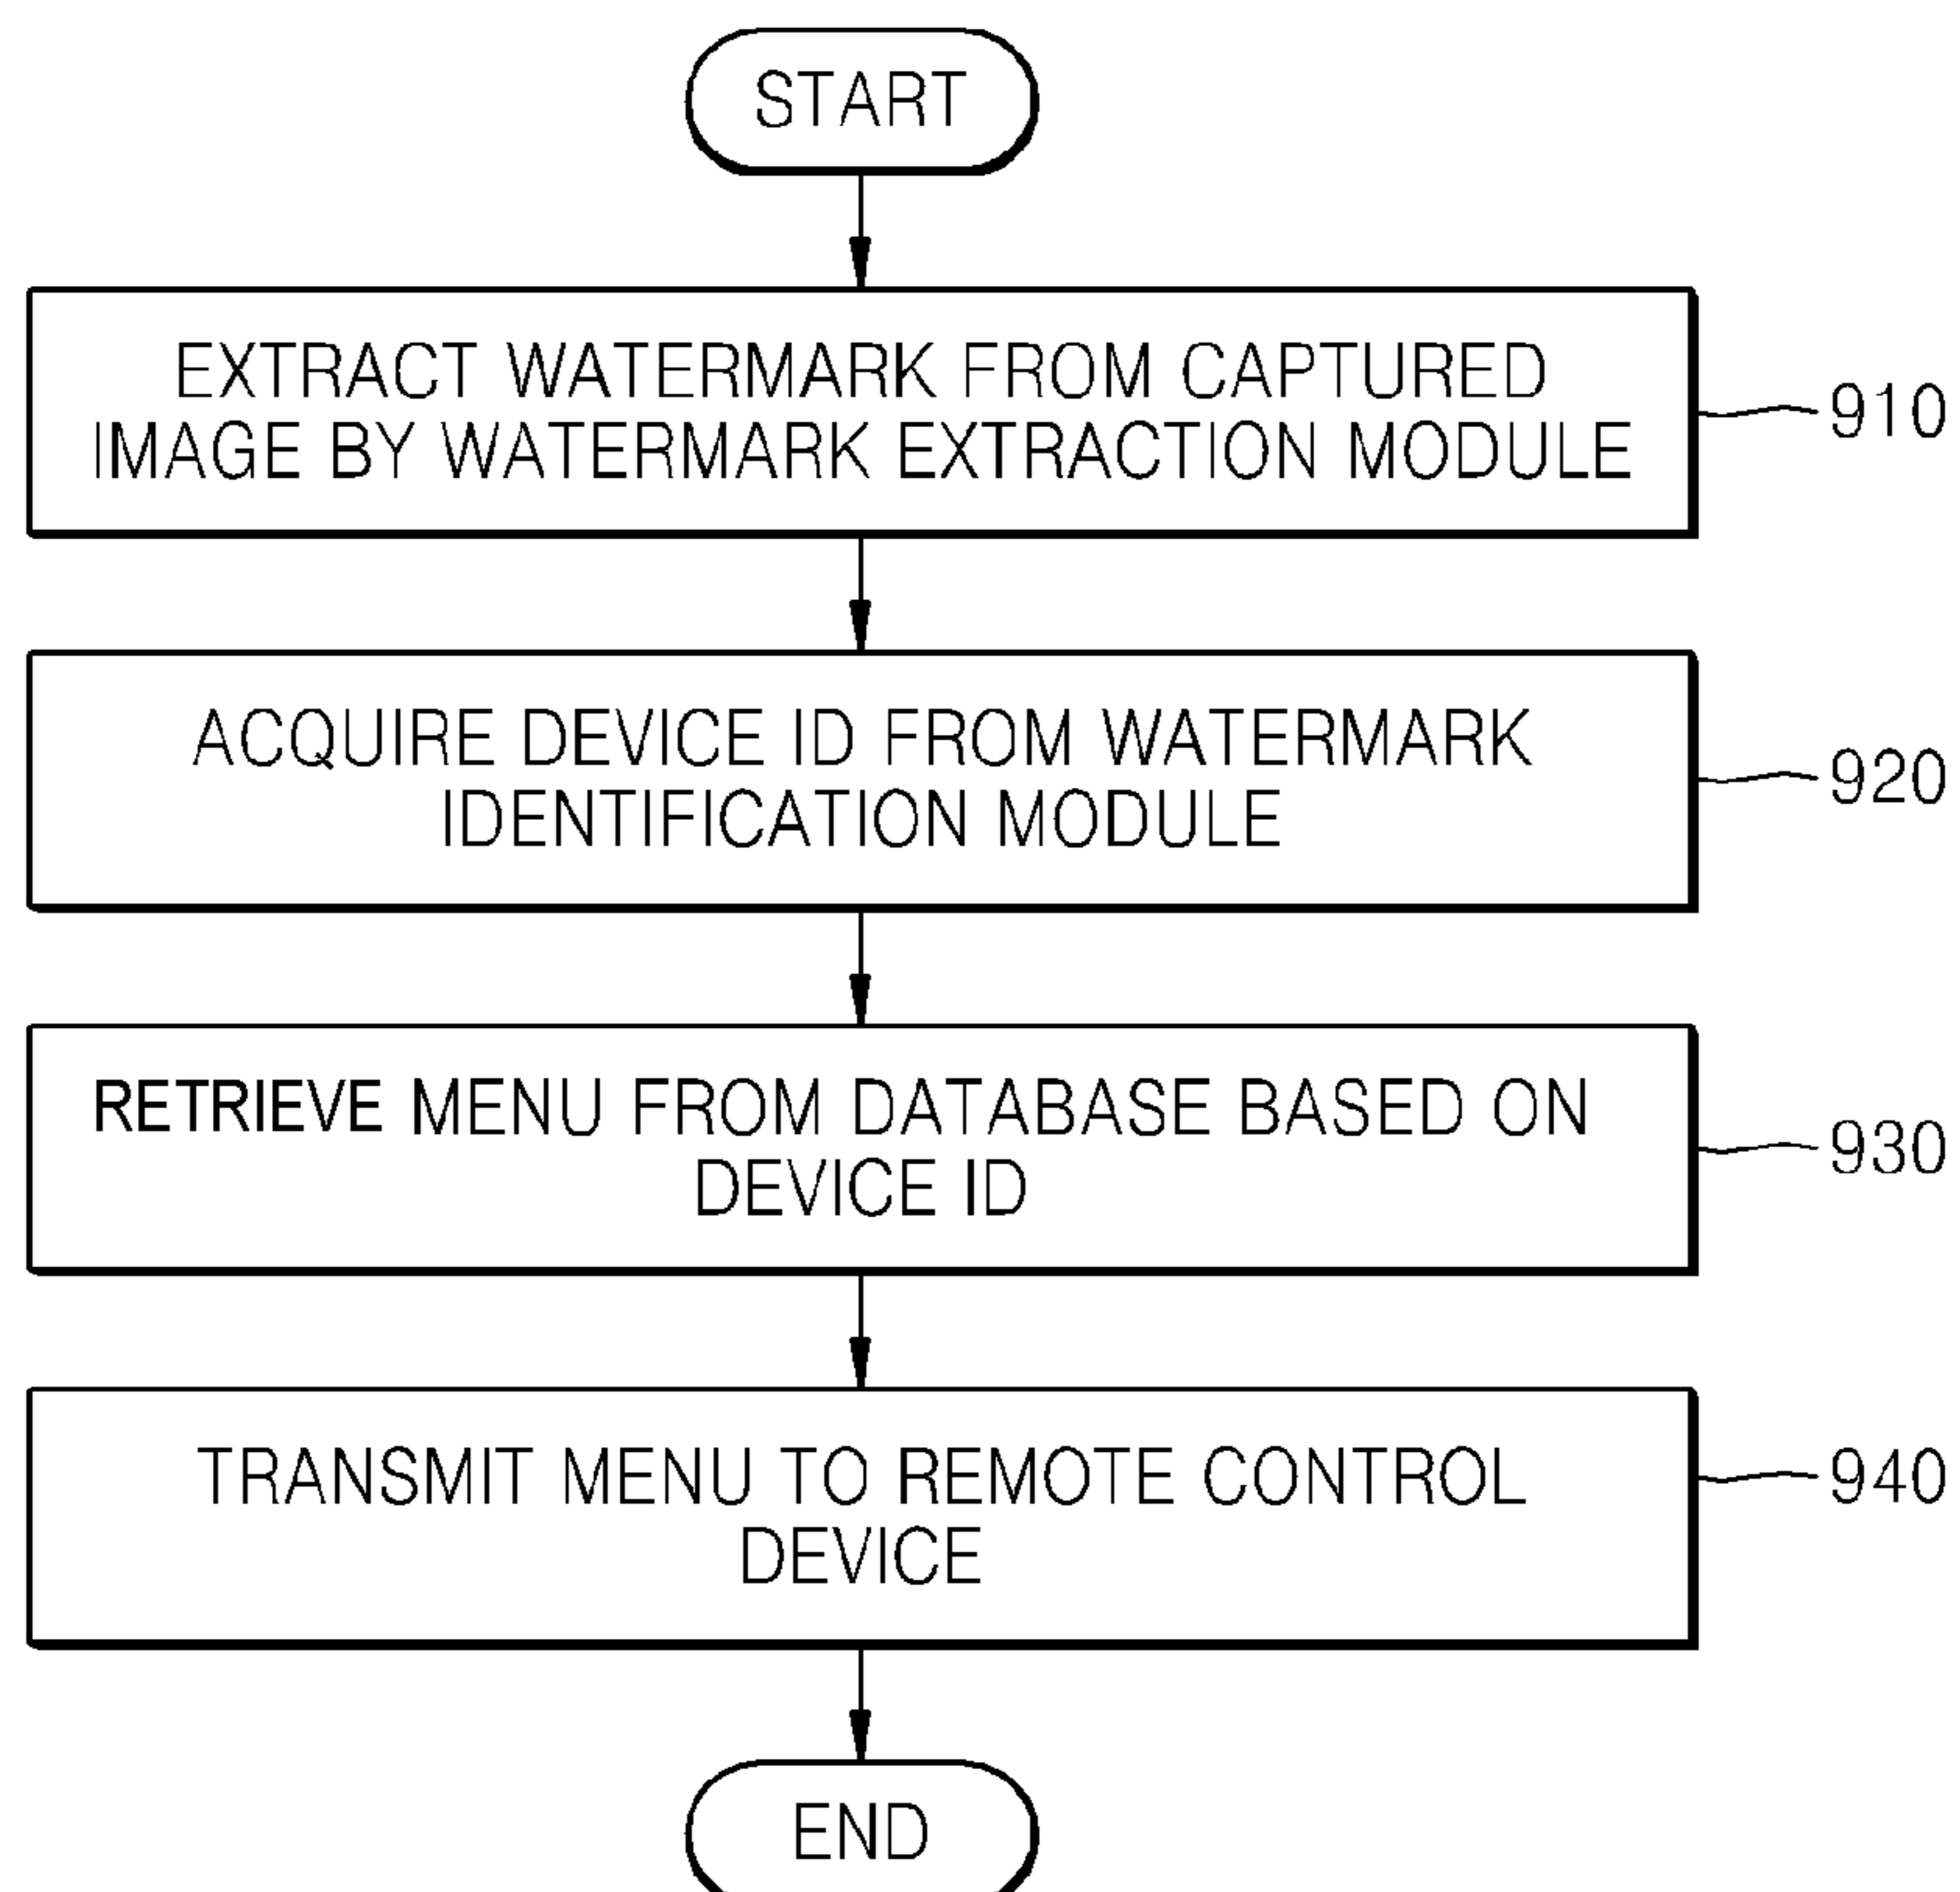 START
EXTRACT WATERMARK FROM CAPTURED
IMAGE BY WATERMARK EXTRACTION MODULE
910
ACQUIRE DEVICE ID FROM WATERMARK
IDENTIFICATION MODULE
920
RETRIEVE MENU FROM DATABASE BASED ON
DEVICE ID
930
TRANSMIT MENU TO REMOTE CONTROL
DEVICE
940
END